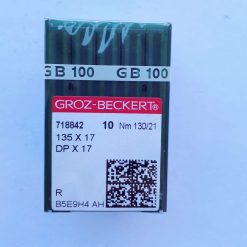 GB 100 GB 100
GROZ-BECKERT®
718842 10 Nm 130/21
135 X 17
DP X 17
R
B5E9H4 AH